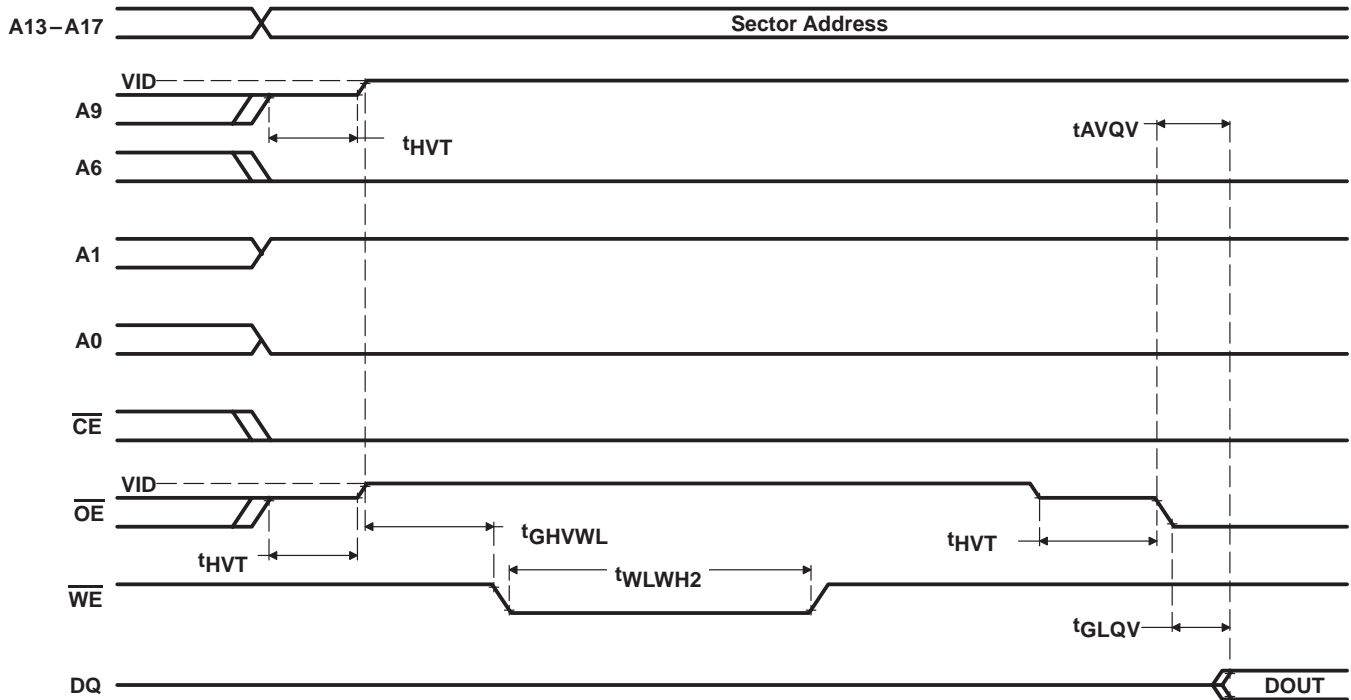 A13–A17
Sector Address
VID
A9
tHVT
tAVQV
A6
A1
A0
CE
VID
OE
tHVT
tGHVWL
tHVT
WE
tWLWH2
tGLQV
DQ
DOUT